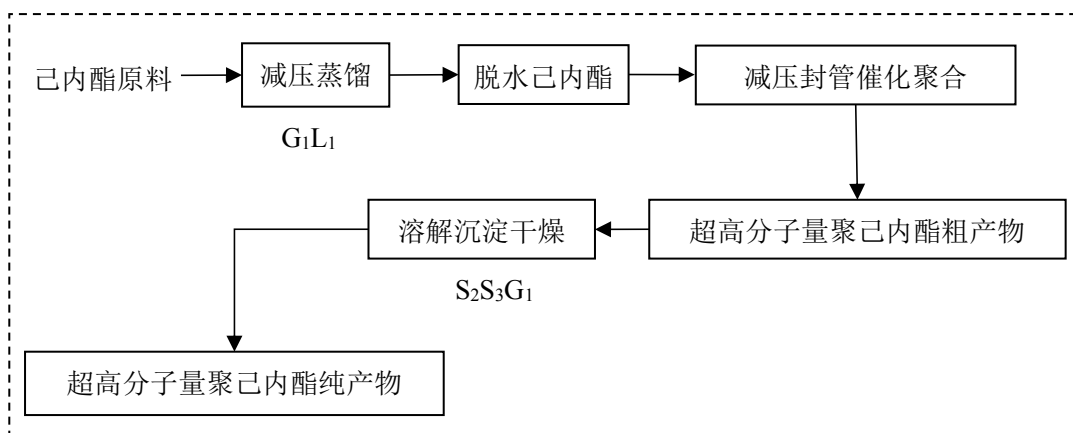 己内酯原料
减压蒸馏
脱水己内酯
减压封管催化聚合
G₁L₁
溶解沉淀干燥
超高分子量聚己内酯粗产物
S₂S₃G₁
超高分子量聚己内酯纯产物